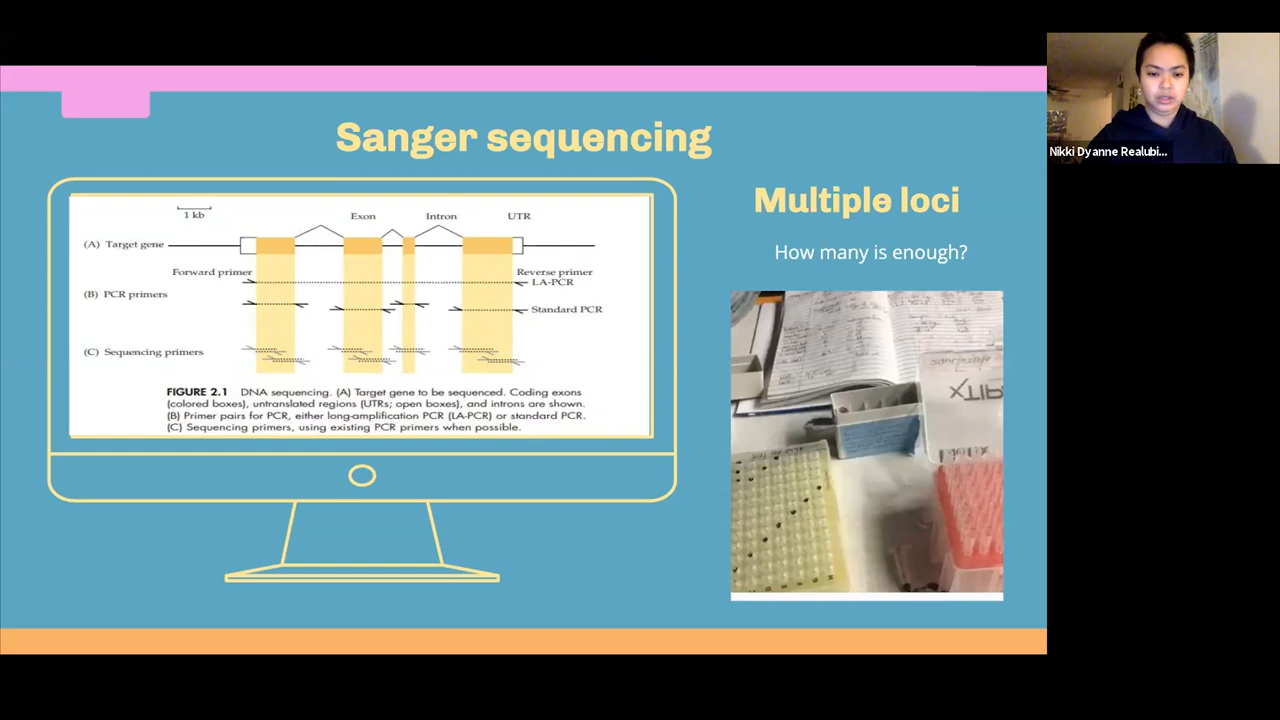 Sanger sequencing
1 kb
Exon
Intron
UTR
(A) Target gene
Forward primer
Reverse primer
LA-PCR
(B) PCR primers
Standard PCR
(C) Sequencing primers
FIGURE 2.1 DNA sequencing. (A) Target gene to be sequenced. Coding exons
(colored boxes), untranslated regions (UTRs; open boxes), and introns are shown.
(B) Primer pairs for PCR, either long-amplification PCR (LA-PCR) or standard PCR.
(C) Sequencing primers, using existing PCR primers when possible.
Multiple loci
How many is enough?
Nikki Dyanne Realubi...